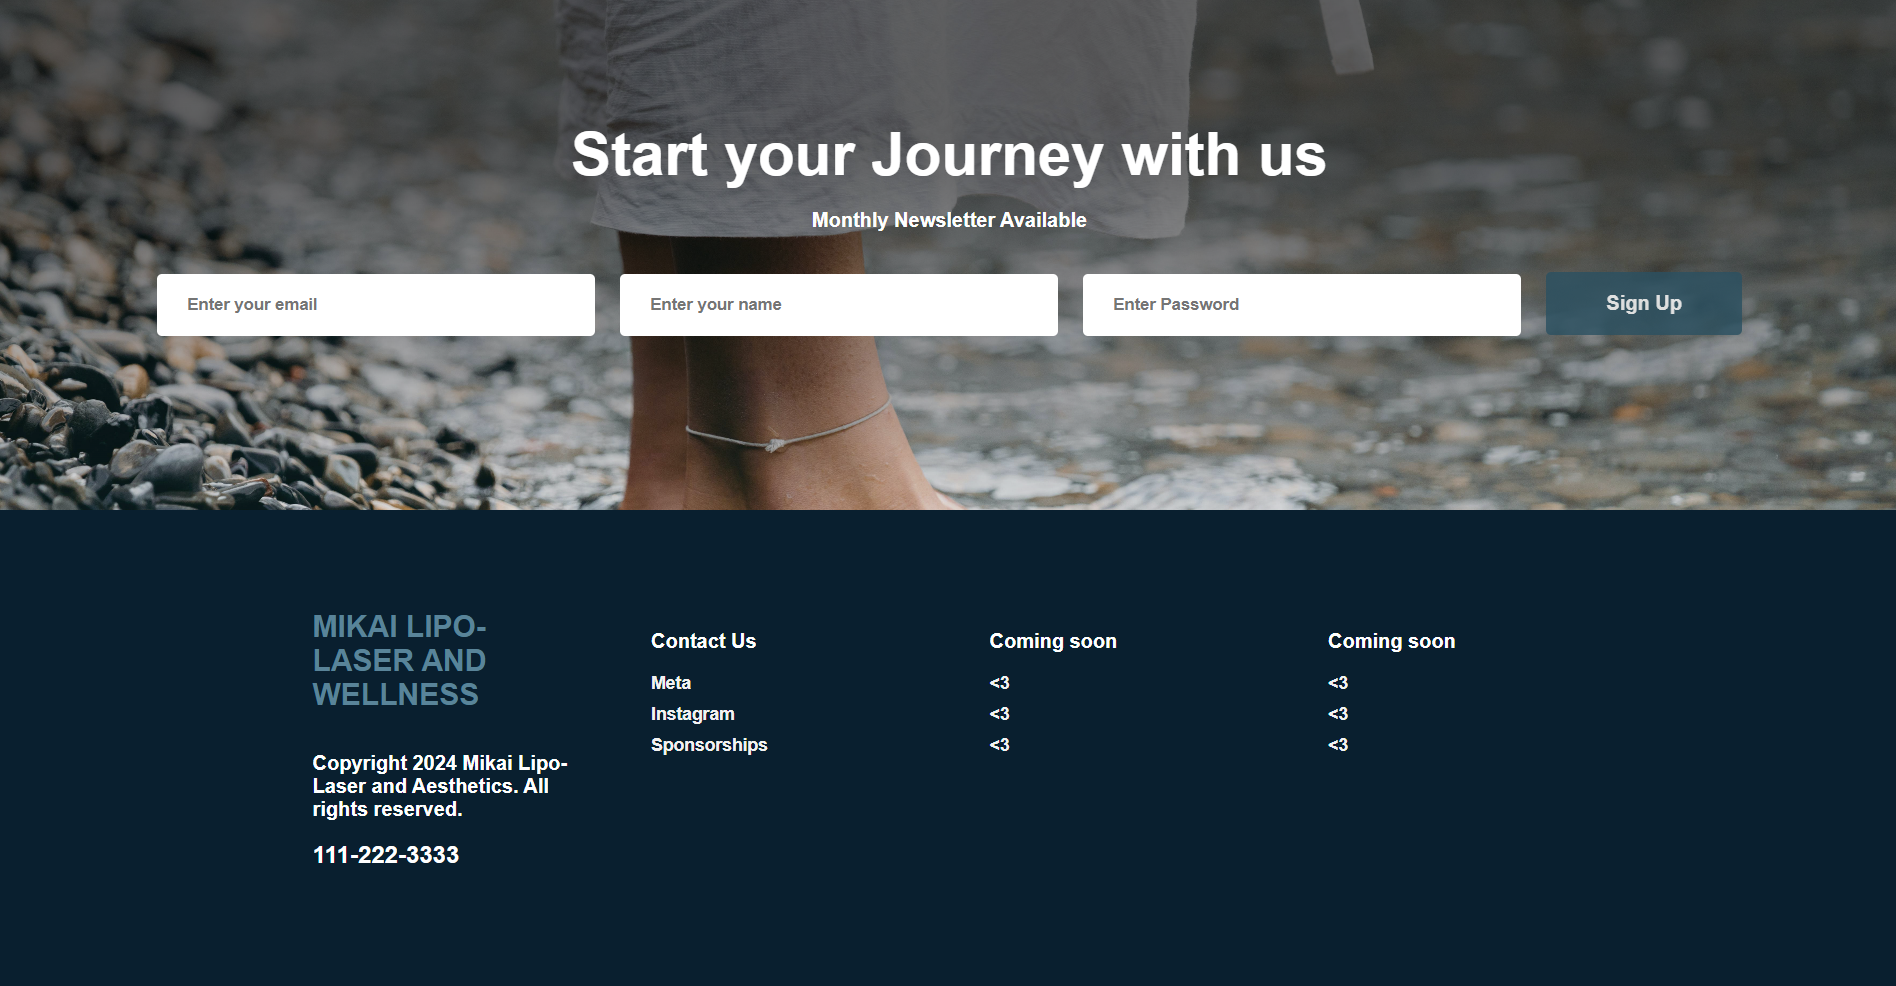 Start your Journey with us
Monthly Newsletter Available
Enter your email
Enter your name
Enter Password
Sign Up
MIKAI LIPO-
LASER AND
WELLNESS
Copyright 2024 Mikai Lipo-
Laser and Aesthetics. All
rights reserved.
111-222-3333
Contact Us
Meta
Instagram
Sponsorships
Coming soon
<3
<3
<3
Coming soon
<3
<3
<3